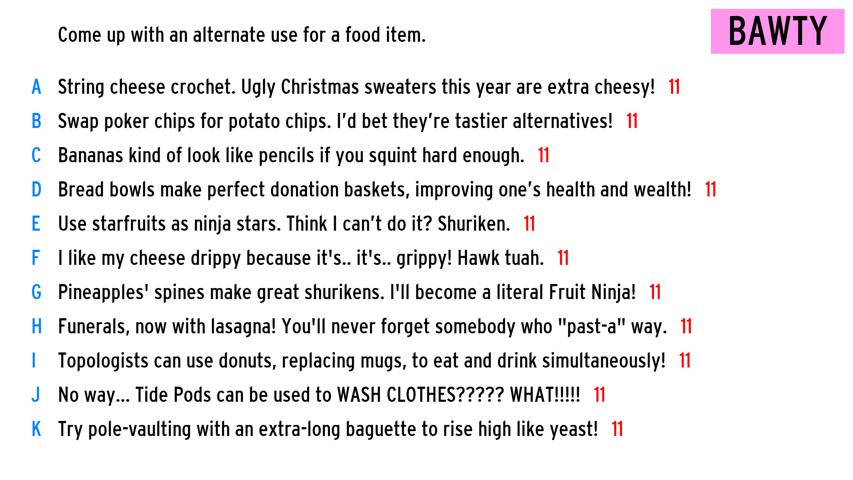 Come up with an alternate use for a food item.
BAWTY
A String cheese crochet. Ugly Christmas sweaters this year are extra cheesy! 11
B Swap poker chips for potato chips. I'd bet they're tastier alternatives! 11
C Bananas kind of look like pencils if you squint hard enough. 11
D Bread bowls make perfect donation baskets, improving one's health and wealth! 11
E Use starfruits as ninja stars. Think I can't do it? Shuriken. 11
F I like my cheese drippy because it's.. it's.. grippy! Hawk tuah. 11
G Pineapples' spines make great shurikens. I'll become a literal Fruit Ninja! 11
H Funerals, now with lasagna! You'll never forget somebody who "past-a" way. 11
I Topologists can use donuts, replacing mugs, to eat and drink simultaneously! 11
J No way... Tide Pods can be used to WASH CLOTHES????? WHAT!!!!! 11
K Try pole-vaulting with an extra-long baguette to rise high like yeast! 11